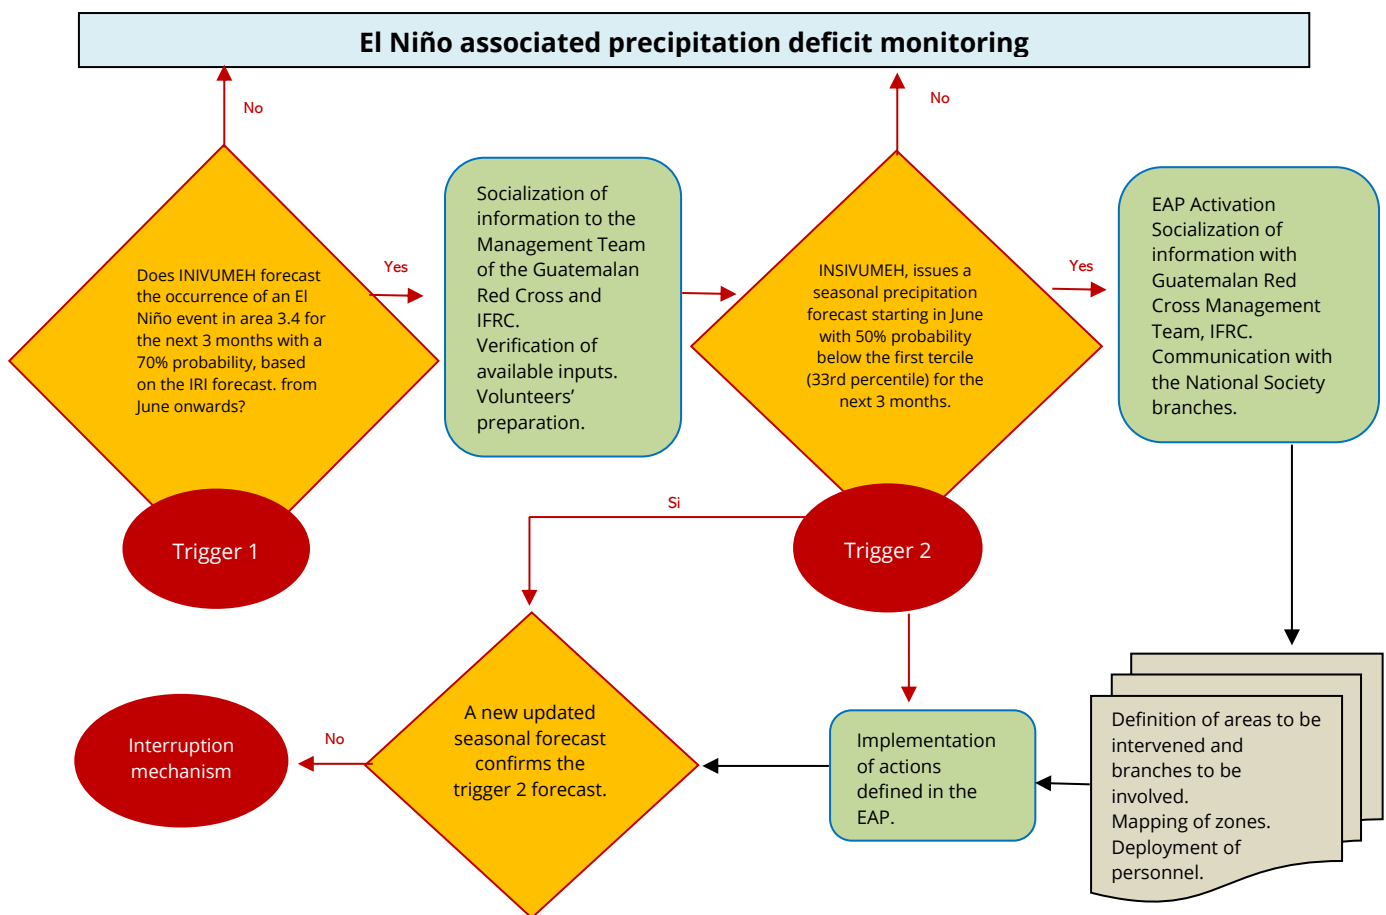 El Niño associated precipitation deficit monitoring
No
No
Does INIVUMEH forecast
the occurrence of an El
Niño event in area 3.4 for
the next 3 months with a
70% probability, based
on the IRI forecast. from
June onwards?
Yes
Socialization of
information to the
Management Team
of the Guatemalan
Red Cross and
IFRC.
Verification of
available inputs.
Volunteers’
preparation.
INSIVUMEH, issues a
seasonal precipitation
forecast starting in June
with 50% probability
below the first tercile
(33rd percentile) for the
next 3 months.
Yes
EAP Activation
Socialization of
information with
Guatemalan Red
Cross Management
Team, IFRC.
Communication with
the National Society
branches.
Trigger 1
Si
Trigger 2
Interruption
mechanism
No
A new updated
seasonal forecast
confirms the
trigger 2 forecast.
Implementation
of actions
defined in the
EAP.
Definition of areas to be
intervened and
branches to be
involved.
Mapping of zones.
Deployment of
personnel.